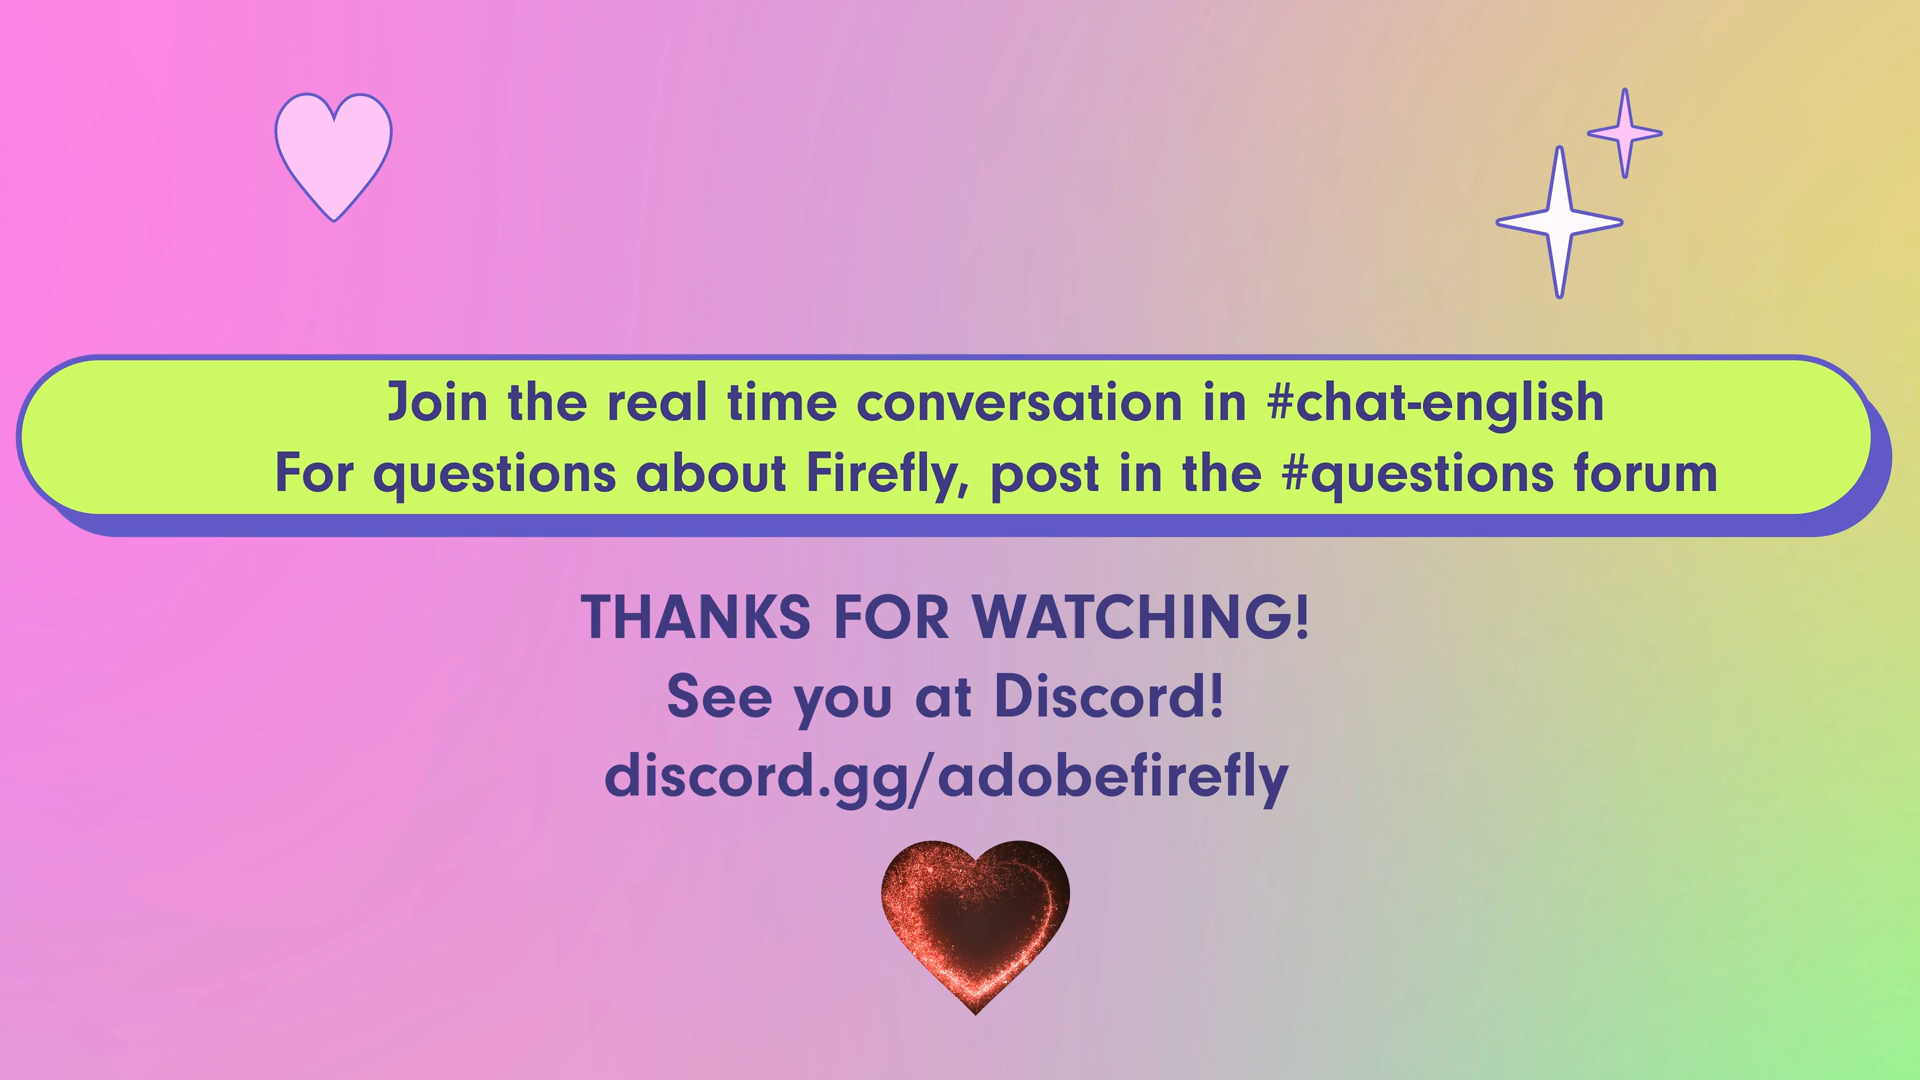 Join the real time conversation in #chat-english
For questions about Firefly, post in the #questions forum
THANKS FOR WATCHING!
See you at Discord!
discord.gg/adobefirefly